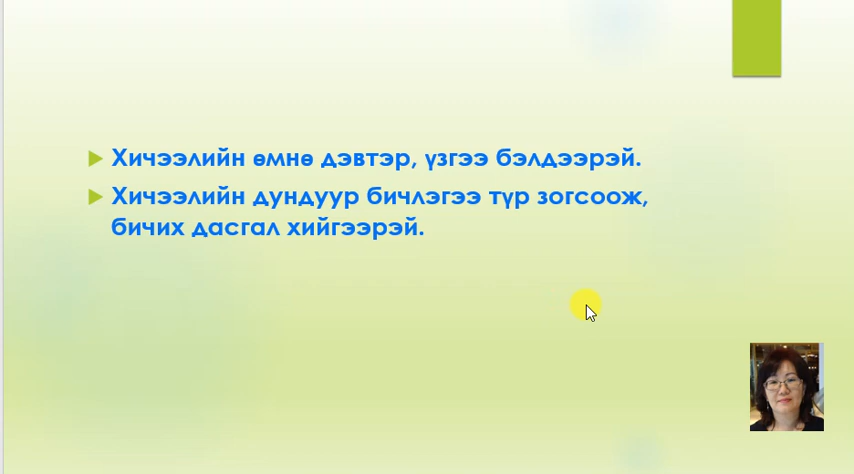 Хичээлийн өмнө дэвтэр, үзгээ бэлдээрэй.
Хичээлийн дундуур бичлэгээ түр зогсоож,
бичих дасгал хийгээрэй.